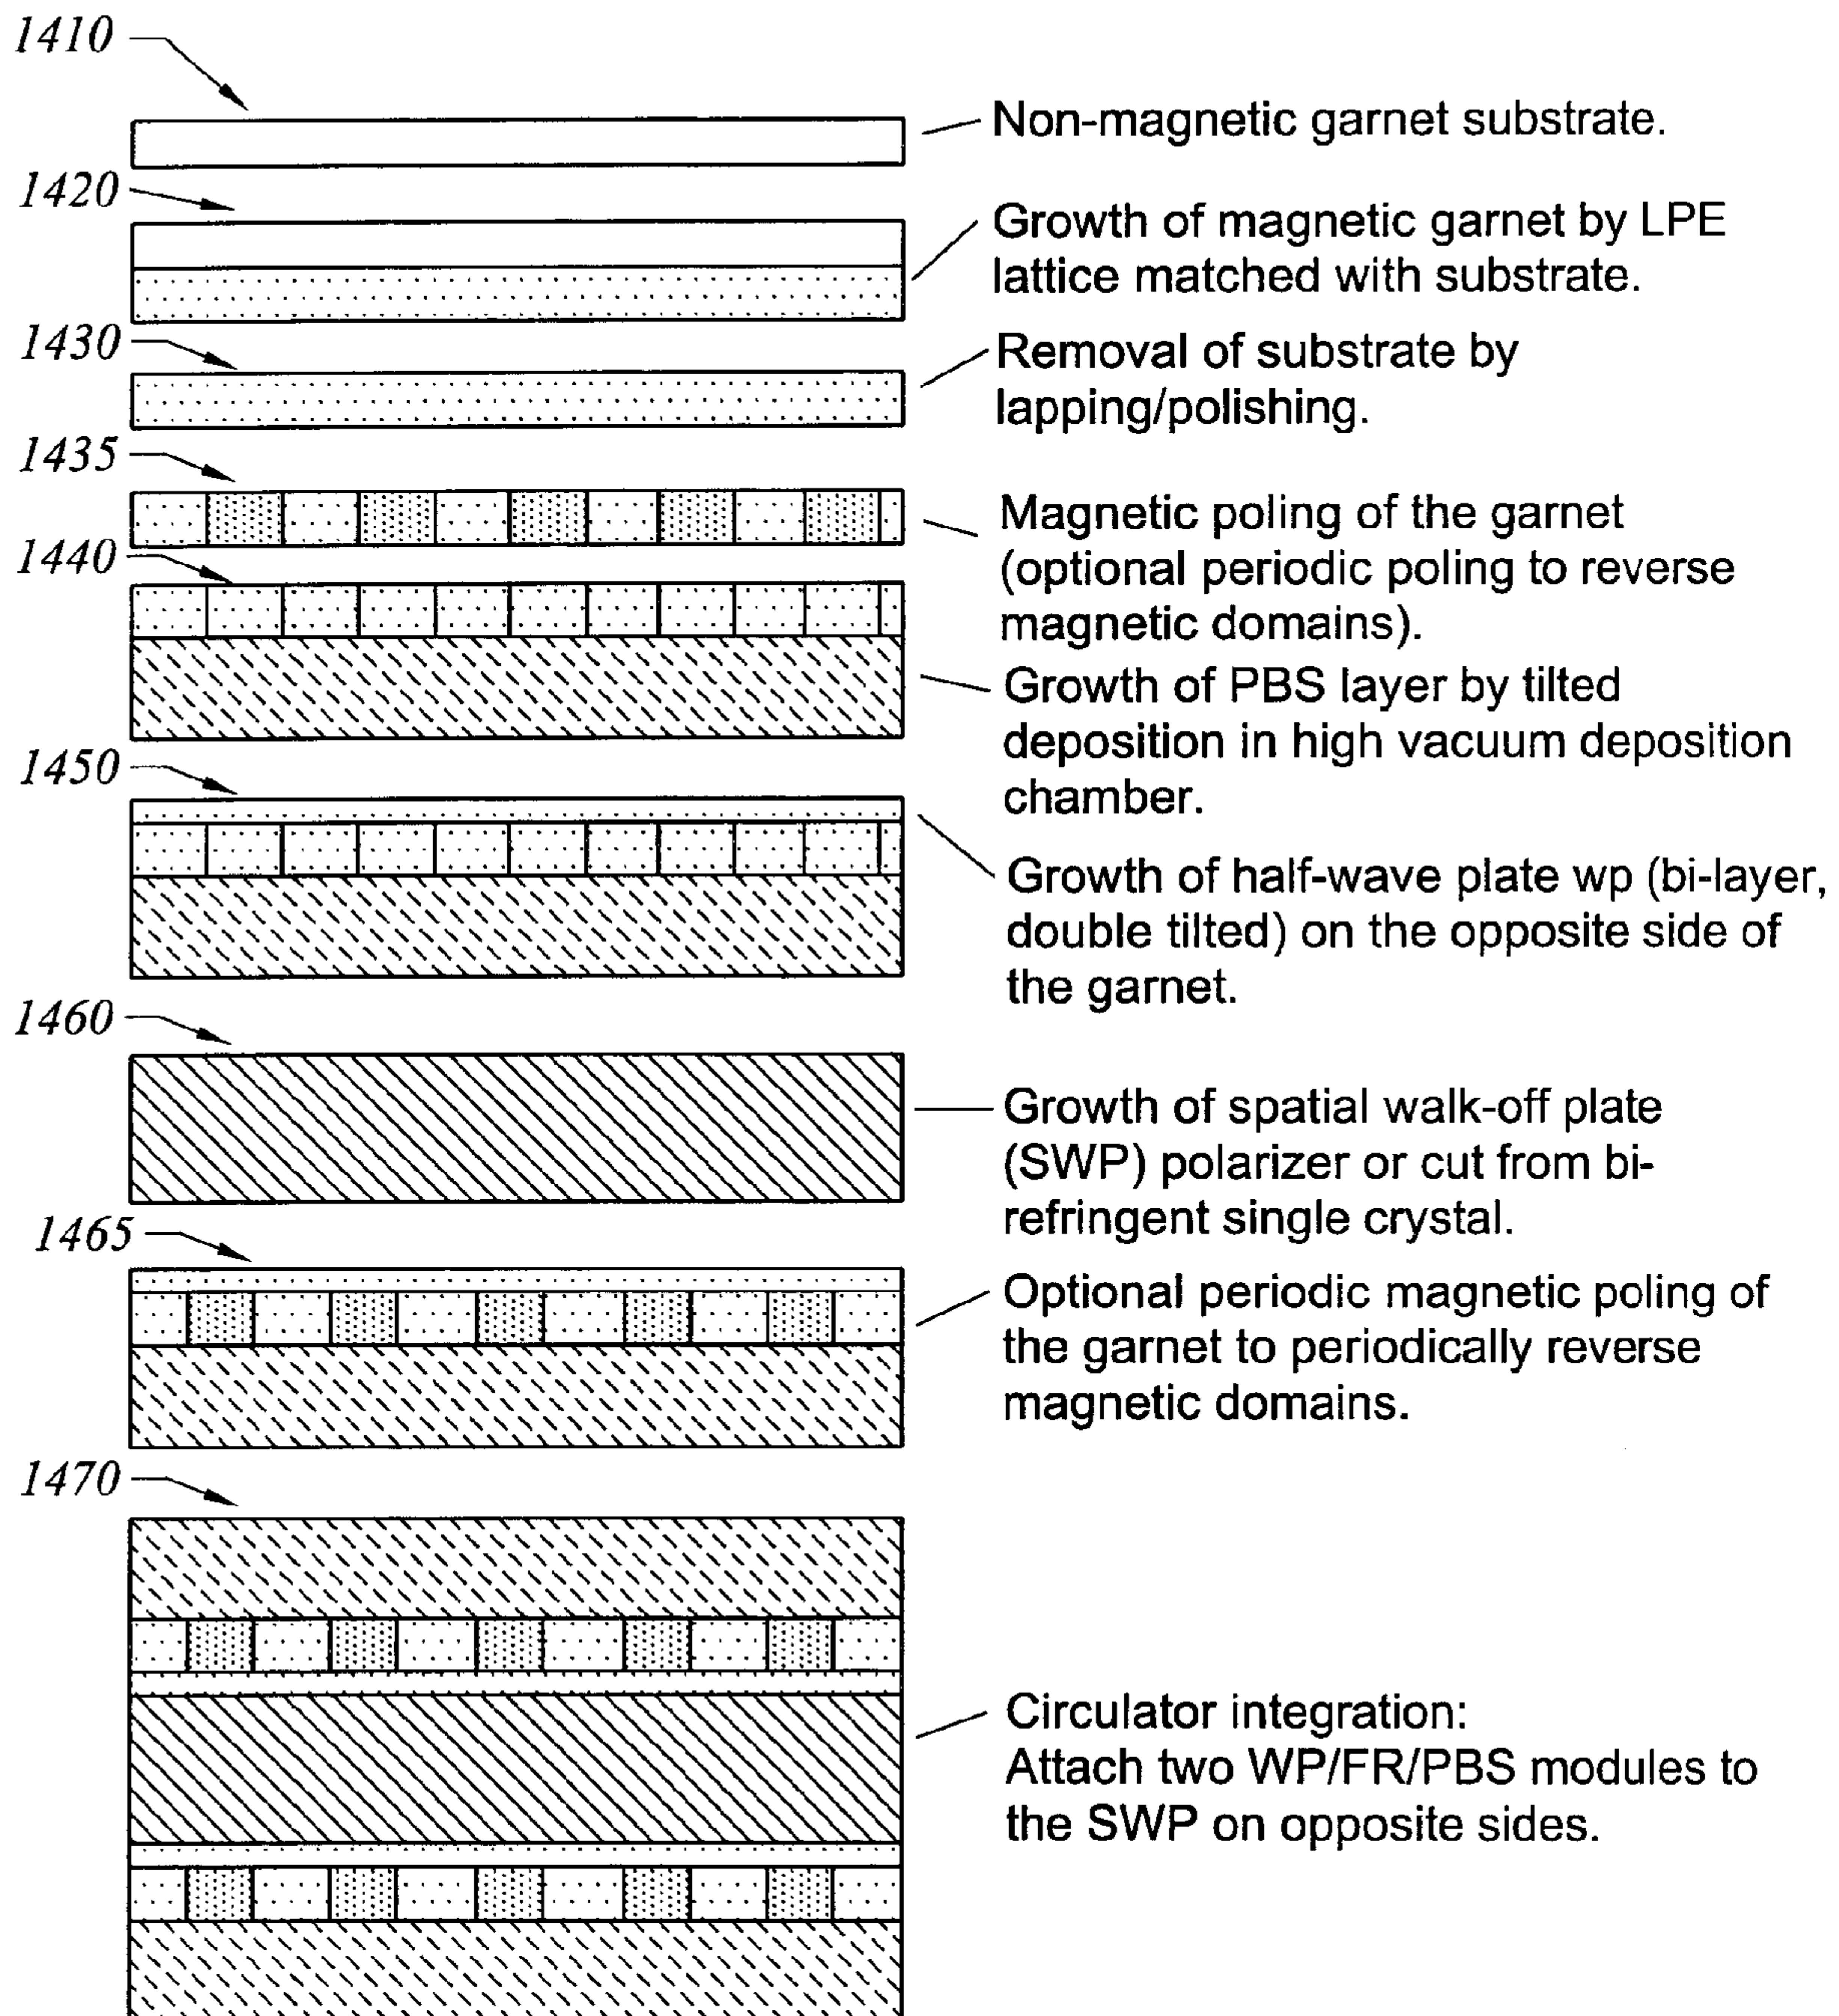 1410
Non-magnetic garnet substrate.
1420
Growth of magnetic garnet by LPE
lattice matched with substrate.
1430
Removal of substrate by
lapping/polishing.
1435
Magnetic poling of the garnet
(optional periodic poling to reverse
magnetic domains).
1440
Growth of PBS layer by tilted
deposition in high vacuum deposition
chamber.
1450
Growth of half-wave plate wp (bi-layer,
double tilted) on the opposite side of
the garnet.
1460
Growth of spatial walk-off plate
(SWP) polarizer or cut from bi-
refringent single crystal.
1465
Optional periodic magnetic poling of
the garnet to periodically reverse
magnetic domains.
1470
Circulator integration:
Attach two WP/FR/PBS modules to
the SWP on opposite sides.